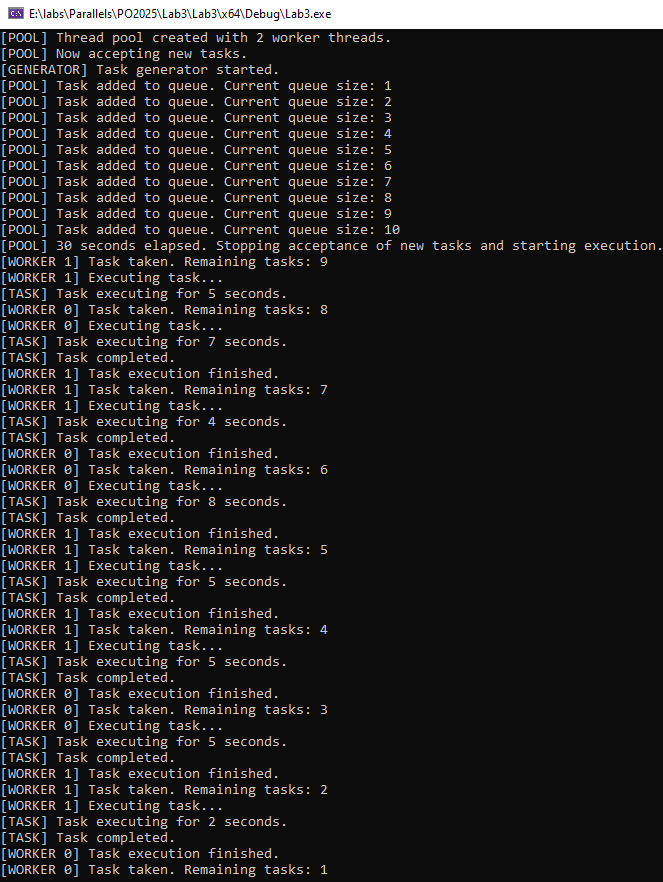 E:\labs\Parallels\PO2025\Lab3\Lab3\x64\Debug\Lab3.exe
[POOL] Thread pool created with 2 worker threads.
[POOL] Now accepting new tasks.
[GENERATOR] Task generator started.
[POOL] Task added to queue. Current queue size: 1
[POOL] Task added to queue. Current queue size: 2
[POOL] Task added to queue. Current queue size: 3
[POOL] Task added to queue. Current queue size: 4
[POOL] Task added to queue. Current queue size: 5
[POOL] Task added to queue. Current queue size: 6
[POOL] Task added to queue. Current queue size: 7
[POOL] Task added to queue. Current queue size: 8
[POOL] Task added to queue. Current queue size: 9
[POOL] Task added to queue. Current queue size: 10
[POOL] 30 seconds elapsed. Stopping acceptance of new tasks and starting execution.
[WORKER 1] Task taken. Remaining tasks: 9
[WORKER 1] Executing task...
[TASK] Task executing for 5 seconds.
[WORKER 0] Task taken. Remaining tasks: 8
[WORKER 0] Executing task...
[TASK] Task executing for 7 seconds.
[TASK] Task completed.
[WORKER 1] Task execution finished.
[WORKER 1] Task taken. Remaining tasks: 7
[WORKER 1] Executing task...
[TASK] Task executing for 4 seconds.
[TASK] Task completed.
[WORKER 0] Task execution finished.
[WORKER 0] Task taken. Remaining tasks: 6
[WORKER 0] Executing task...
[TASK] Task executing for 8 seconds.
[TASK] Task completed.
[WORKER 1] Task execution finished.
[WORKER 1] Task taken. Remaining tasks: 5
[WORKER 1] Executing task...
[TASK] Task executing for 5 seconds.
[TASK] Task completed.
[WORKER 1] Task execution finished.
[WORKER 1] Task taken. Remaining tasks: 4
[WORKER 1] Executing task...
[TASK] Task executing for 5 seconds.
[TASK] Task completed.
[WORKER 0] Task execution finished.
[WORKER 0] Task taken. Remaining tasks: 3
[WORKER 0] Executing task...
[TASK] Task executing for 5 seconds.
[TASK] Task completed.
[WORKER 1] Task execution finished.
[WORKER 1] Task taken. Remaining tasks: 2
[WORKER 1] Executing task...
[TASK] Task executing for 2 seconds.
[TASK] Task completed.
[WORKER 0] Task execution finished.
[WORKER 0] Task taken. Remaining tasks: 1